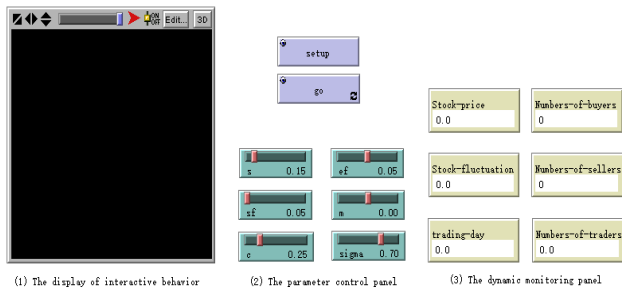 ON
OFF
Edit...
3D
setup
go
s 0.15
ef 0.05
sf 0.05
m 0.00
c 0.25
sigma 0.70
Stock-price
0.0
Numbers-of-buyers
0
Stock-fluctuation
0.0
Numbers-of-sellers
0
trading-day
0.0
Numbers-of-traders
0.0
(1) The display of interactive behavior
(2) The parameter control panel
(3) The dynamic monitoring panel